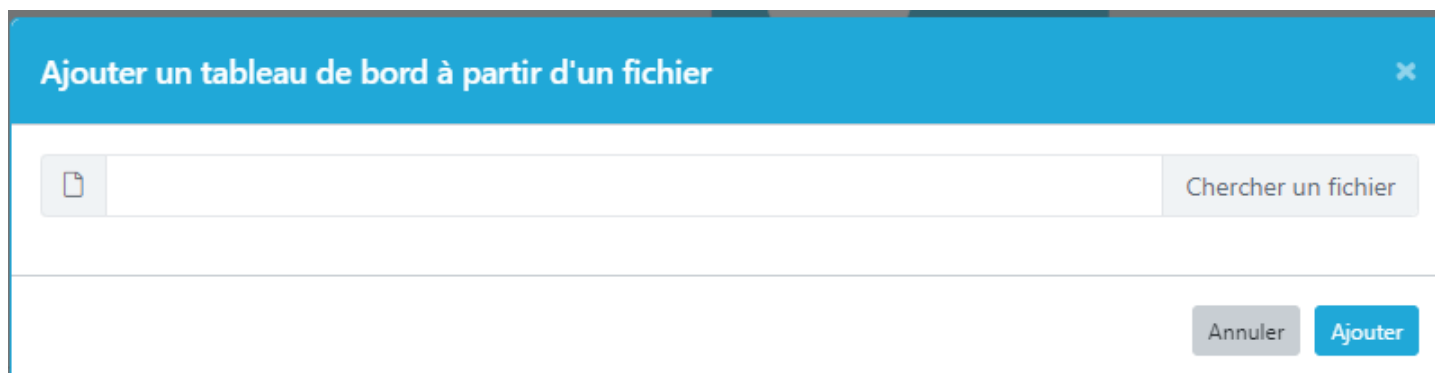 Ajouter un tableau de bord à partir d'un fichier
Chercher un fichier
Annuler
Ajouter